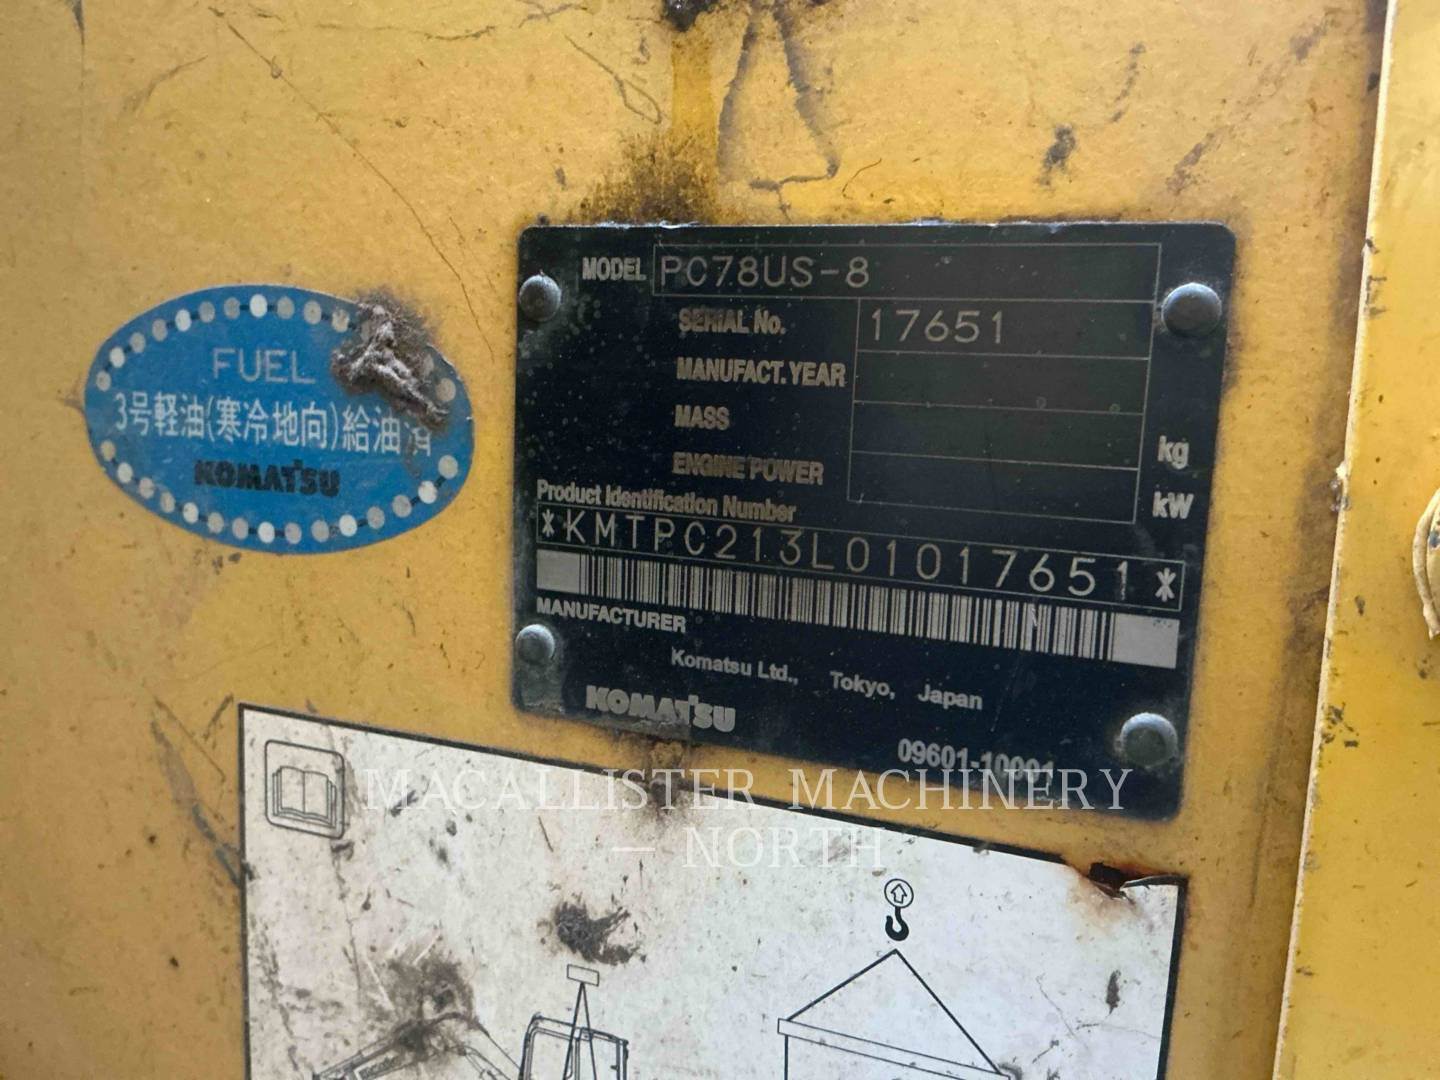 MODEL PC78US-8
SERIAL No. 17651
MANUFACT. YEAR
MASS kg
ENGINE POWER kW
Product Identification Number
*KMTPC213L01017651*
MANUFACTURER
Komatsu Ltd., Tokyo, Japan
KOMATSU
09601-10001
FUEL
3号軽油(寒冷地向)給油済
KOMATSU
MACALLISTER MACHINERY
— NORTH